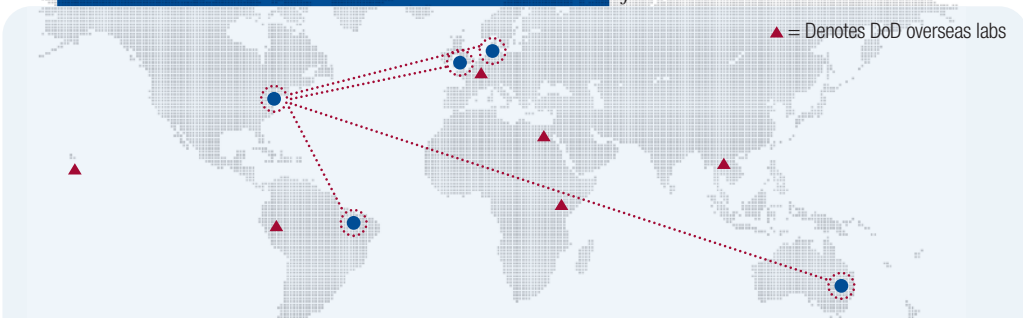 ▲ = Denotes DoD overseas labs